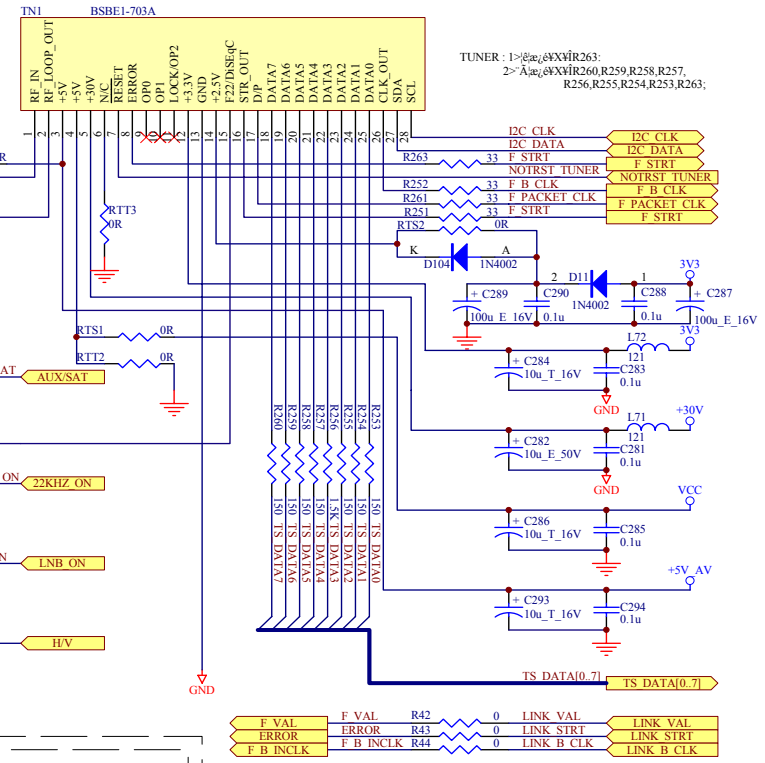 TN1 BSBE1-703A
RF_IN
RF_LOOP_OUT
+5V
+5V
+30V
N/C
RESET
ERROR
OP0
OP1
LOCK/OP2
+3.3V
GND
+2.5V
F22/DiSEqC
STR_OUT
D/P
DATA7
DATA6
DATA5
DATA4
DATA3
DATA2
DATA1
DATA0
CLK_OUT
SDA
SCL
1 2 3 4 5 6 7 8 9 13 14 15 16 17 18 19 20 21 22 23 24 25 26 27 28
TUNER : 1>
R263:
2>
R260,R259,R258,R257,
R256,R255,R254,R253,R263;
I2C_CLK I2C_CLK
I2C_DATA I2C_DATA
R R263 33 F_STRT F_STRT
NOTRST_TUNER NOTRST_TUNER
R252 33 F_B_CLK F_B_CLK
R261 33 F_PACKET_CLK F_PACKET_CLK
R251 33 F_STRT F_STRT
RTS2 0R
RTT3
0R
K A
D104 1N4002
2 D11 1
1N4002
3V3
+ C289
100u_E_16V
C290
0.1u
C288
0.1u
+ C287
100u_E_16V
RTS1 0R
RTT2 0R
L72
121
3V3
+ C284
10u_T_16V
C283
0.1u
GND
AT AUX/SAT
L71
121
+30V
+ C282
10u_E_50V
C281
0.1u
GND
R260
R259
R258
R257
R256
R255
R254
R253
ON 22KHZ_ON
VCC
+ C286
10u_T_16V
C285
0.1u
150 TS_DATA7
150 TS_DATA6
150 TS_DATA5
150 TS_DATA4
1.5K TS_DATA3
150 TS_DATA2
150 TS_DATA1
150 TS_DATA0
N LNB_ON
+5V_AV
+ C293
10u_T_16V
C294
0.1u
H/V
GND
TS_DATA[0..7] TS_DATA[0..7]
F_VAL F_VAL R42 0 LINK_VAL LINK_VAL
ERROR ERROR R43 0 LINK_STRT LINK_STRT
F_B_INCLK F_B_INCLK R44 0 LINK_B_CLK LINK_B_CLK